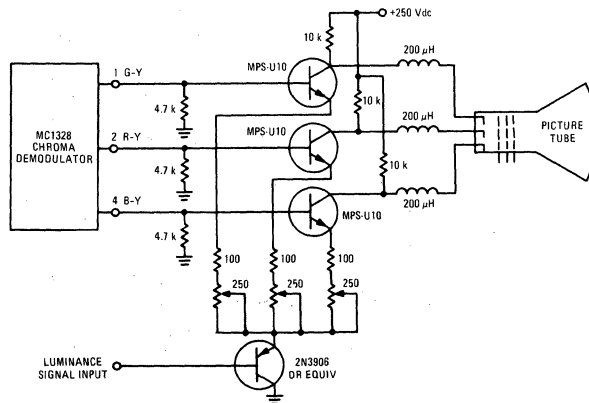 +250 Vdc
10 k
200 µH
1 G-Y
MPS-U10
4.7 k
10 k
MC1328
CHROMA
DEMODULATOR
2 R-Y
MPS-U10
200 µH
PICTURE
TUBE
4.7 k
10 k
4 B-Y
200 µH
MPS-U10
4.7 k
100
100
100
250
250
250
LUMINANCE
SIGNAL INPUT
2N3906
OR EQUIV